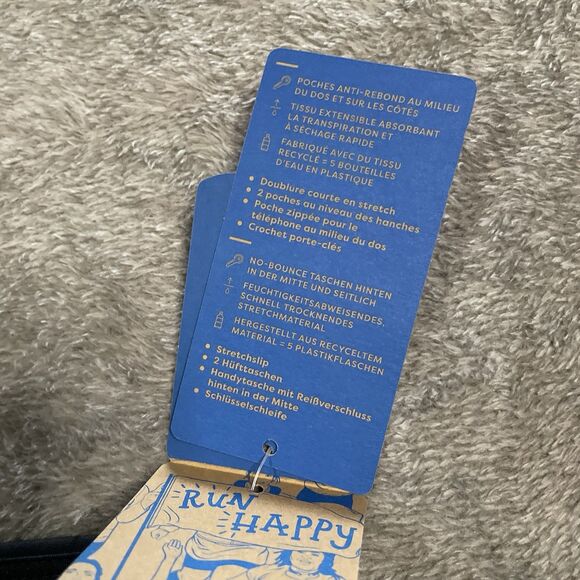 POCHES ANTI-REBOND AU MILIEU
DU DOS ET SUR LES CÔTÉS
TISSU EXTENSIBLE ABSORBANT
LA TRANSPIRATION ET
À SÉCHAGE RAPIDE
FABRIQUÉ AVEC DU TISSU
RECYCLÉ = 5 BOUTEILLES
D'EAU EN PLASTIQUE
• Doublure courte en stretch
• 2 poches au niveau des hanches
• Poche zippée pour le
téléphone au milieu du dos
• Crochet porte-clés
NO-BOUNCE TASCHEN HINTEN
IN DER MITTE UND SEITLICH
FEUCHTIGKEITSABWEISENDES,
SCHNELL TROCKNENDES
STRETCHMATERIAL
HERGESTELLT AUS RECYCELTEM
MATERIAL = 5 PLASTIKFLASCHEN
• Stretchslip
• 2 Hüfttaschen
• Handytasche mit Reißverschluss
hinten in der Mitte
• Schlüsselschleife
RUN
HAPPY